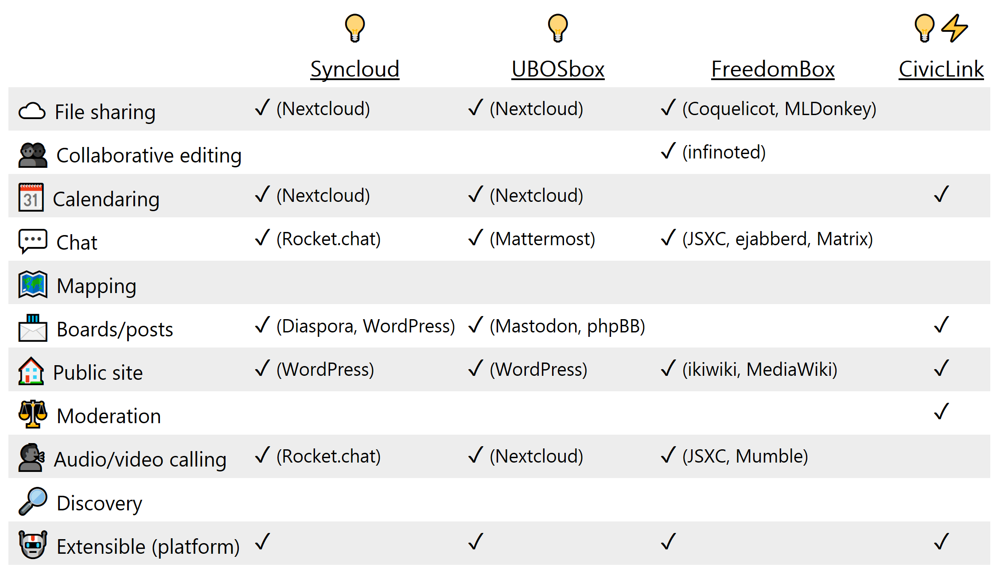 Syncloud UBOSbox FreedomBox CivicLink
File sharing ✓ (Nextcloud) ✓ (Nextcloud) ✓ (Coquelicot, MLDonkey)
Collaborative editing ✓ (infinoted)
31 Calendaring ✓ (Nextcloud) ✓ (Nextcloud) ✓
Chat ✓ (Rocket.chat) ✓ (Mattermost) ✓ (JSXC, ejabberd, Matrix)
Mapping
Boards/posts ✓ (Diaspora, WordPress) ✓ (Mastodon, phpBB) ✓
Public site ✓ (WordPress) ✓ (WordPress) ✓ (ikiwiki, MediaWiki) ✓
Moderation ✓
Audio/video calling ✓ (Rocket.chat) ✓ (Nextcloud) ✓ (JSXC, Mumble)
Discovery
Extensible (platform) ✓ ✓ ✓ ✓